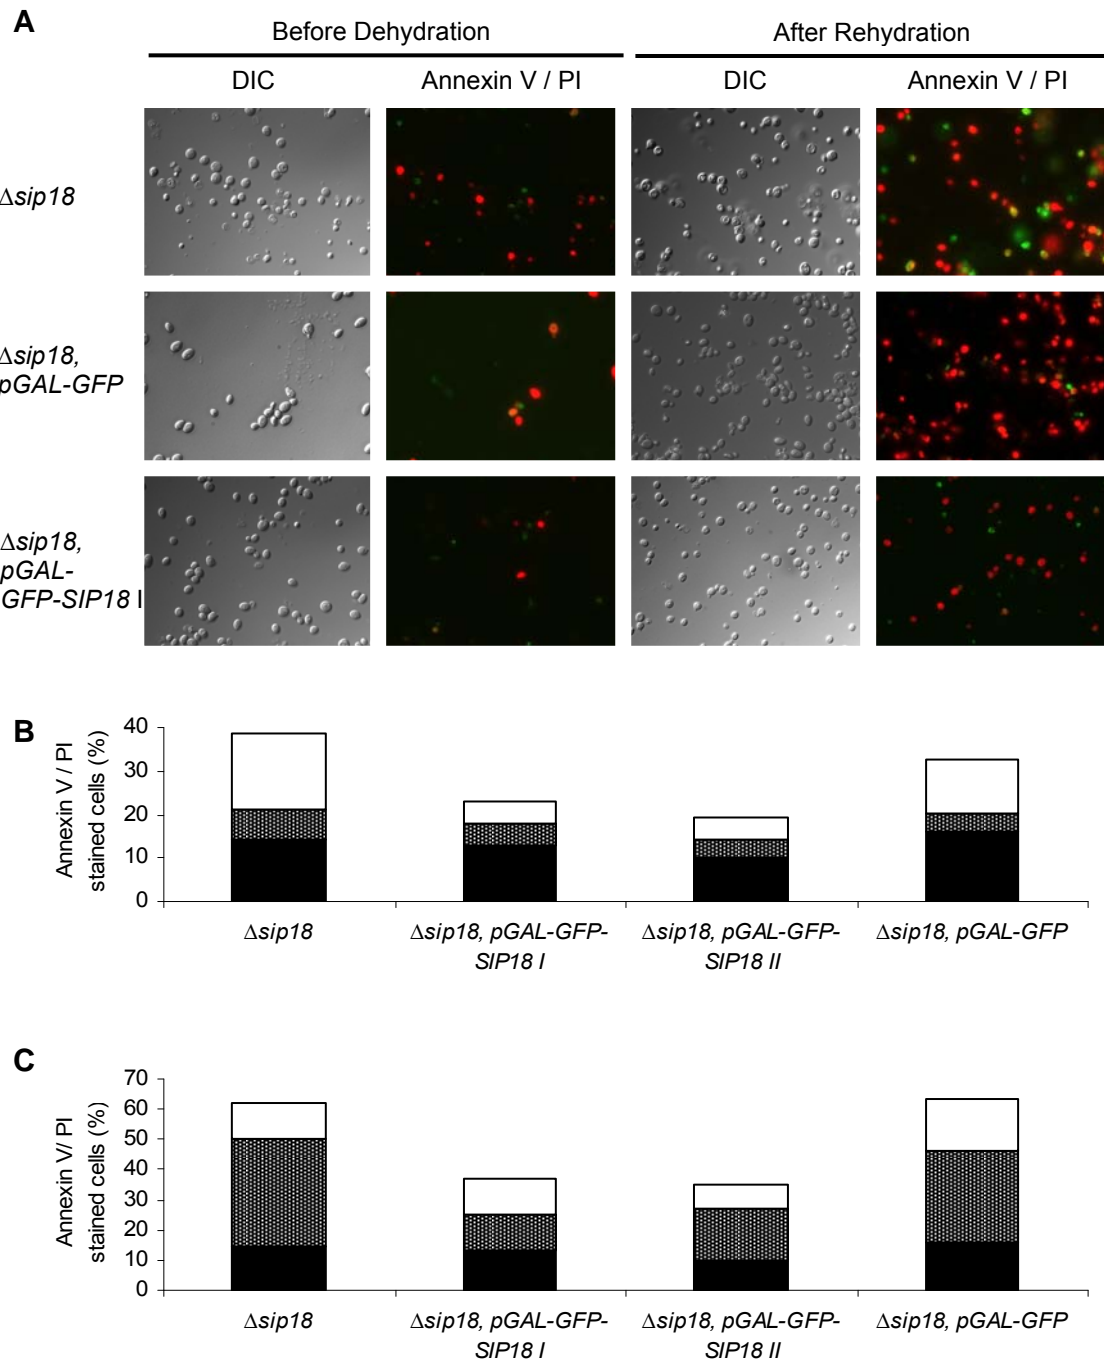 A
Before Dehydration
After Rehydration
DIC
Annexin V / PI
DIC
Annexin V / PI
Δsip18
Δsip18,
pGAL-GFP
Δsip18,
pGAL-
GFP-SIP18 I
B
Annexin V / PI
stained cells (%)
40
30
20
10
0
Δsip18
Δsip18, pGAL-GFP-
SIP18 I
Δsip18, pGAL-GFP-
SIP18 II
Δsip18, pGAL-GFP
C
Annexin V/ PI
stained cells (%)
70
60
50
40
30
20
10
0
Δsip18
Δsip18, pGAL-GFP-
SIP18 I
Δsip18, pGAL-GFP-
SIP18 II
Δsip18, pGAL-GFP